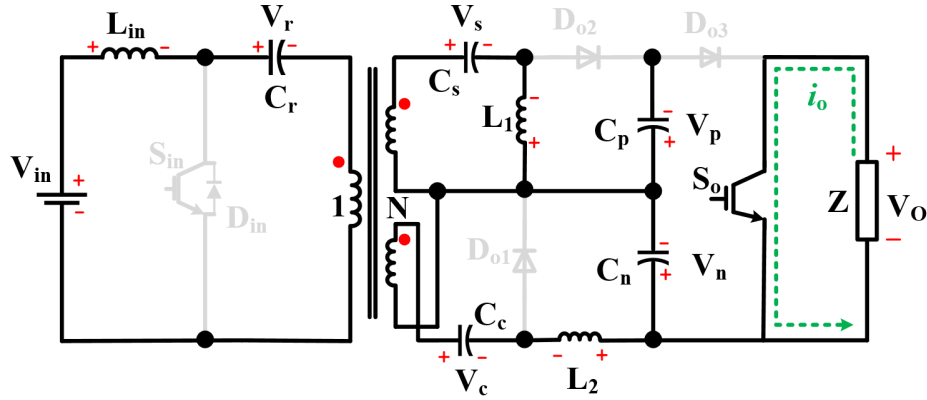 Lin
Vr
Vs
Do2
Do3
+ - + - + -
Cr
Cs
io
L1
- +
Cp
- +
Vp
Sin
Vin
+ -
Din
1
N
So
Z
+
VO
-
Do1
Cn
- +
Vn
Cc
+ -
Vc
- +
L2